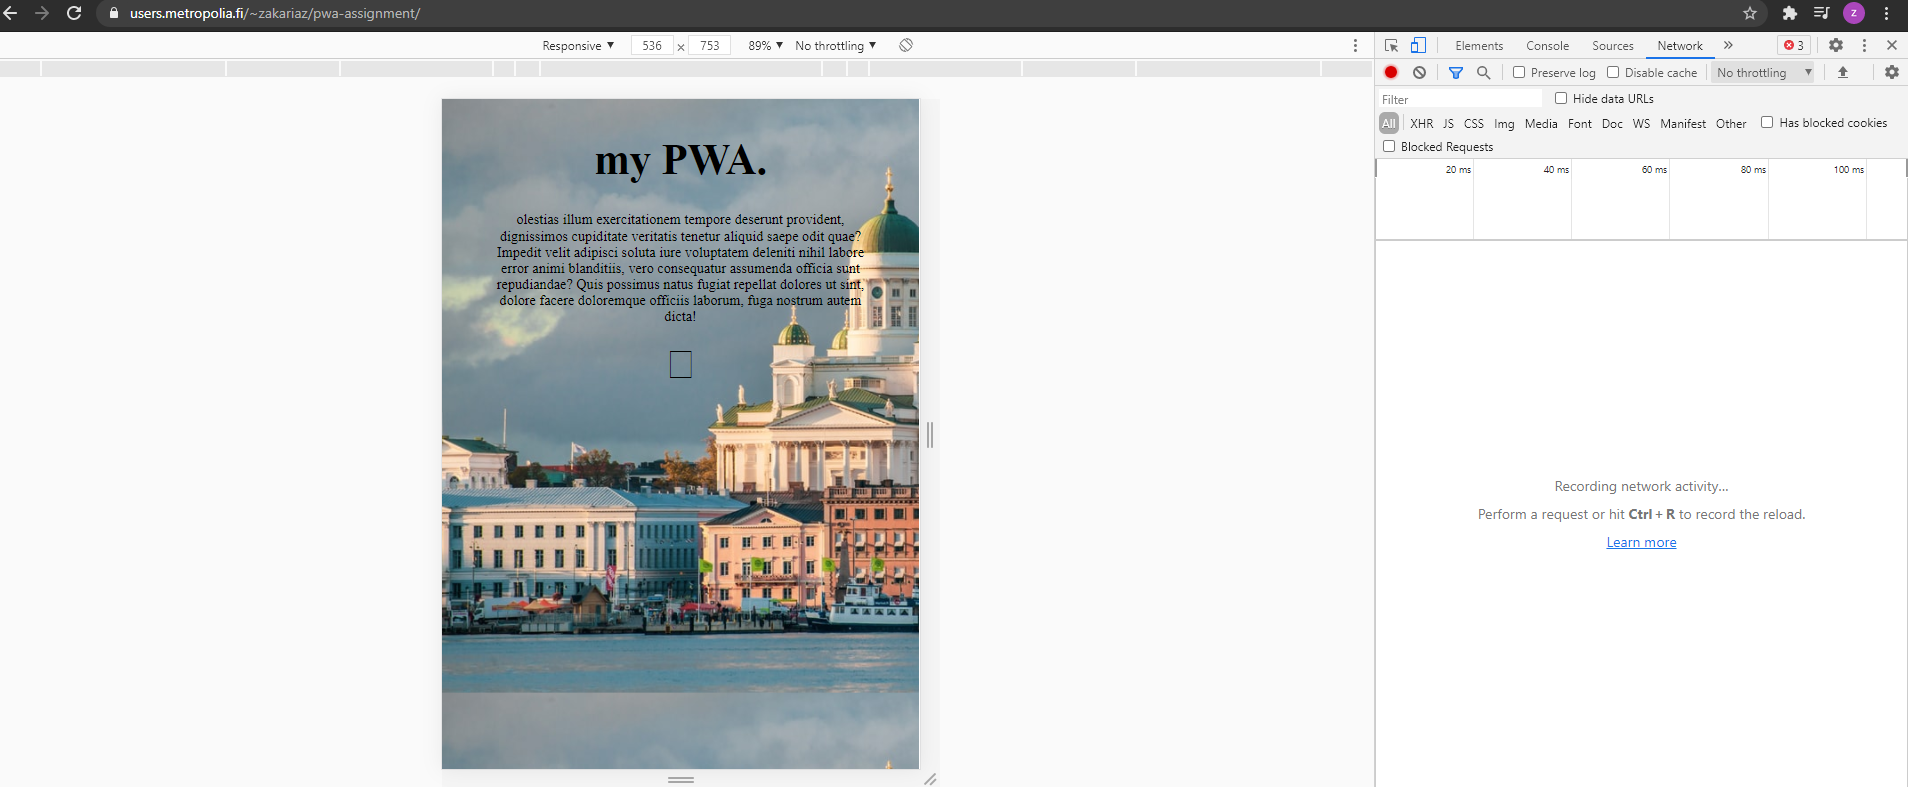 users.metropolia.fi/~zakariaz/pwa-assignment/
z
Responsive ▼ 536 × 753 89% ▼ No throttling ▼
Elements Console Sources Network » 3
Preserve log Disable cache No throttling ▼
Filter Hide data URLs
All XHR JS CSS Img Media Font Doc WS Manifest Other Has blocked cookies
Blocked Requests
20 ms 40 ms 60 ms 80 ms 100 ms
my PWA.
olestias illum exercitationem tempore deserunt provident,
dignissimos cupiditate veritatis tenetur aliquid saepe odit quae?
Impedit velit adipisci soluta iure voluptatem deleniti nihil labore
error animi blanditiis, vero consequatur assumenda officia sunt
repudiandae? Quis possimus natus fugiat repellat dolores ut sint,
dolore facere doloremque officiis laborum, fuga nostrum autem
dicta!
Recording network activity...
Perform a request or hit Ctrl + R to record the reload.
Learn more